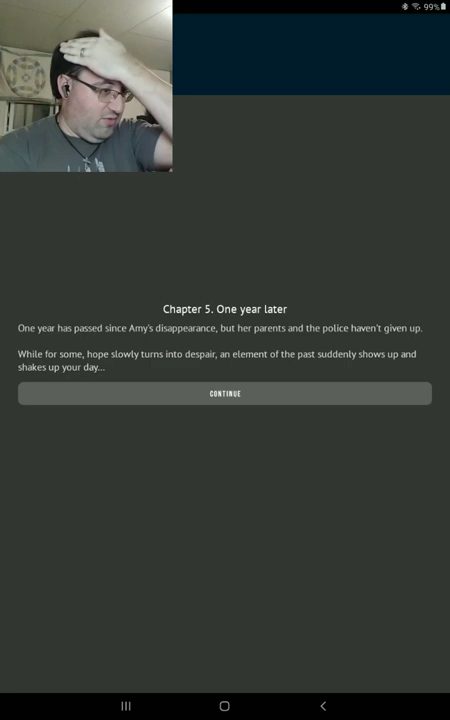 99%
Chapter 5. One year later
One year has passed since Amy's disappearance, but her parents and the police haven't given up.
While for some, hope slowly turns into despair, an element of the past suddenly shows up and
shakes up your day...
CONTINUE